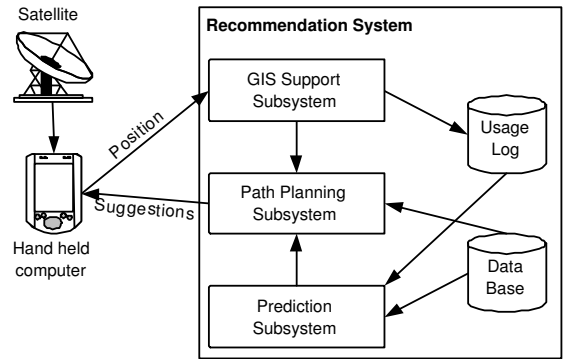 Satellite
Recommendation System
GIS Support
Subsystem
Position
Usage
Log
Path Planning
Subsystem
Suggestions
Hand held
computer
Data
Base
Prediction
Subsystem